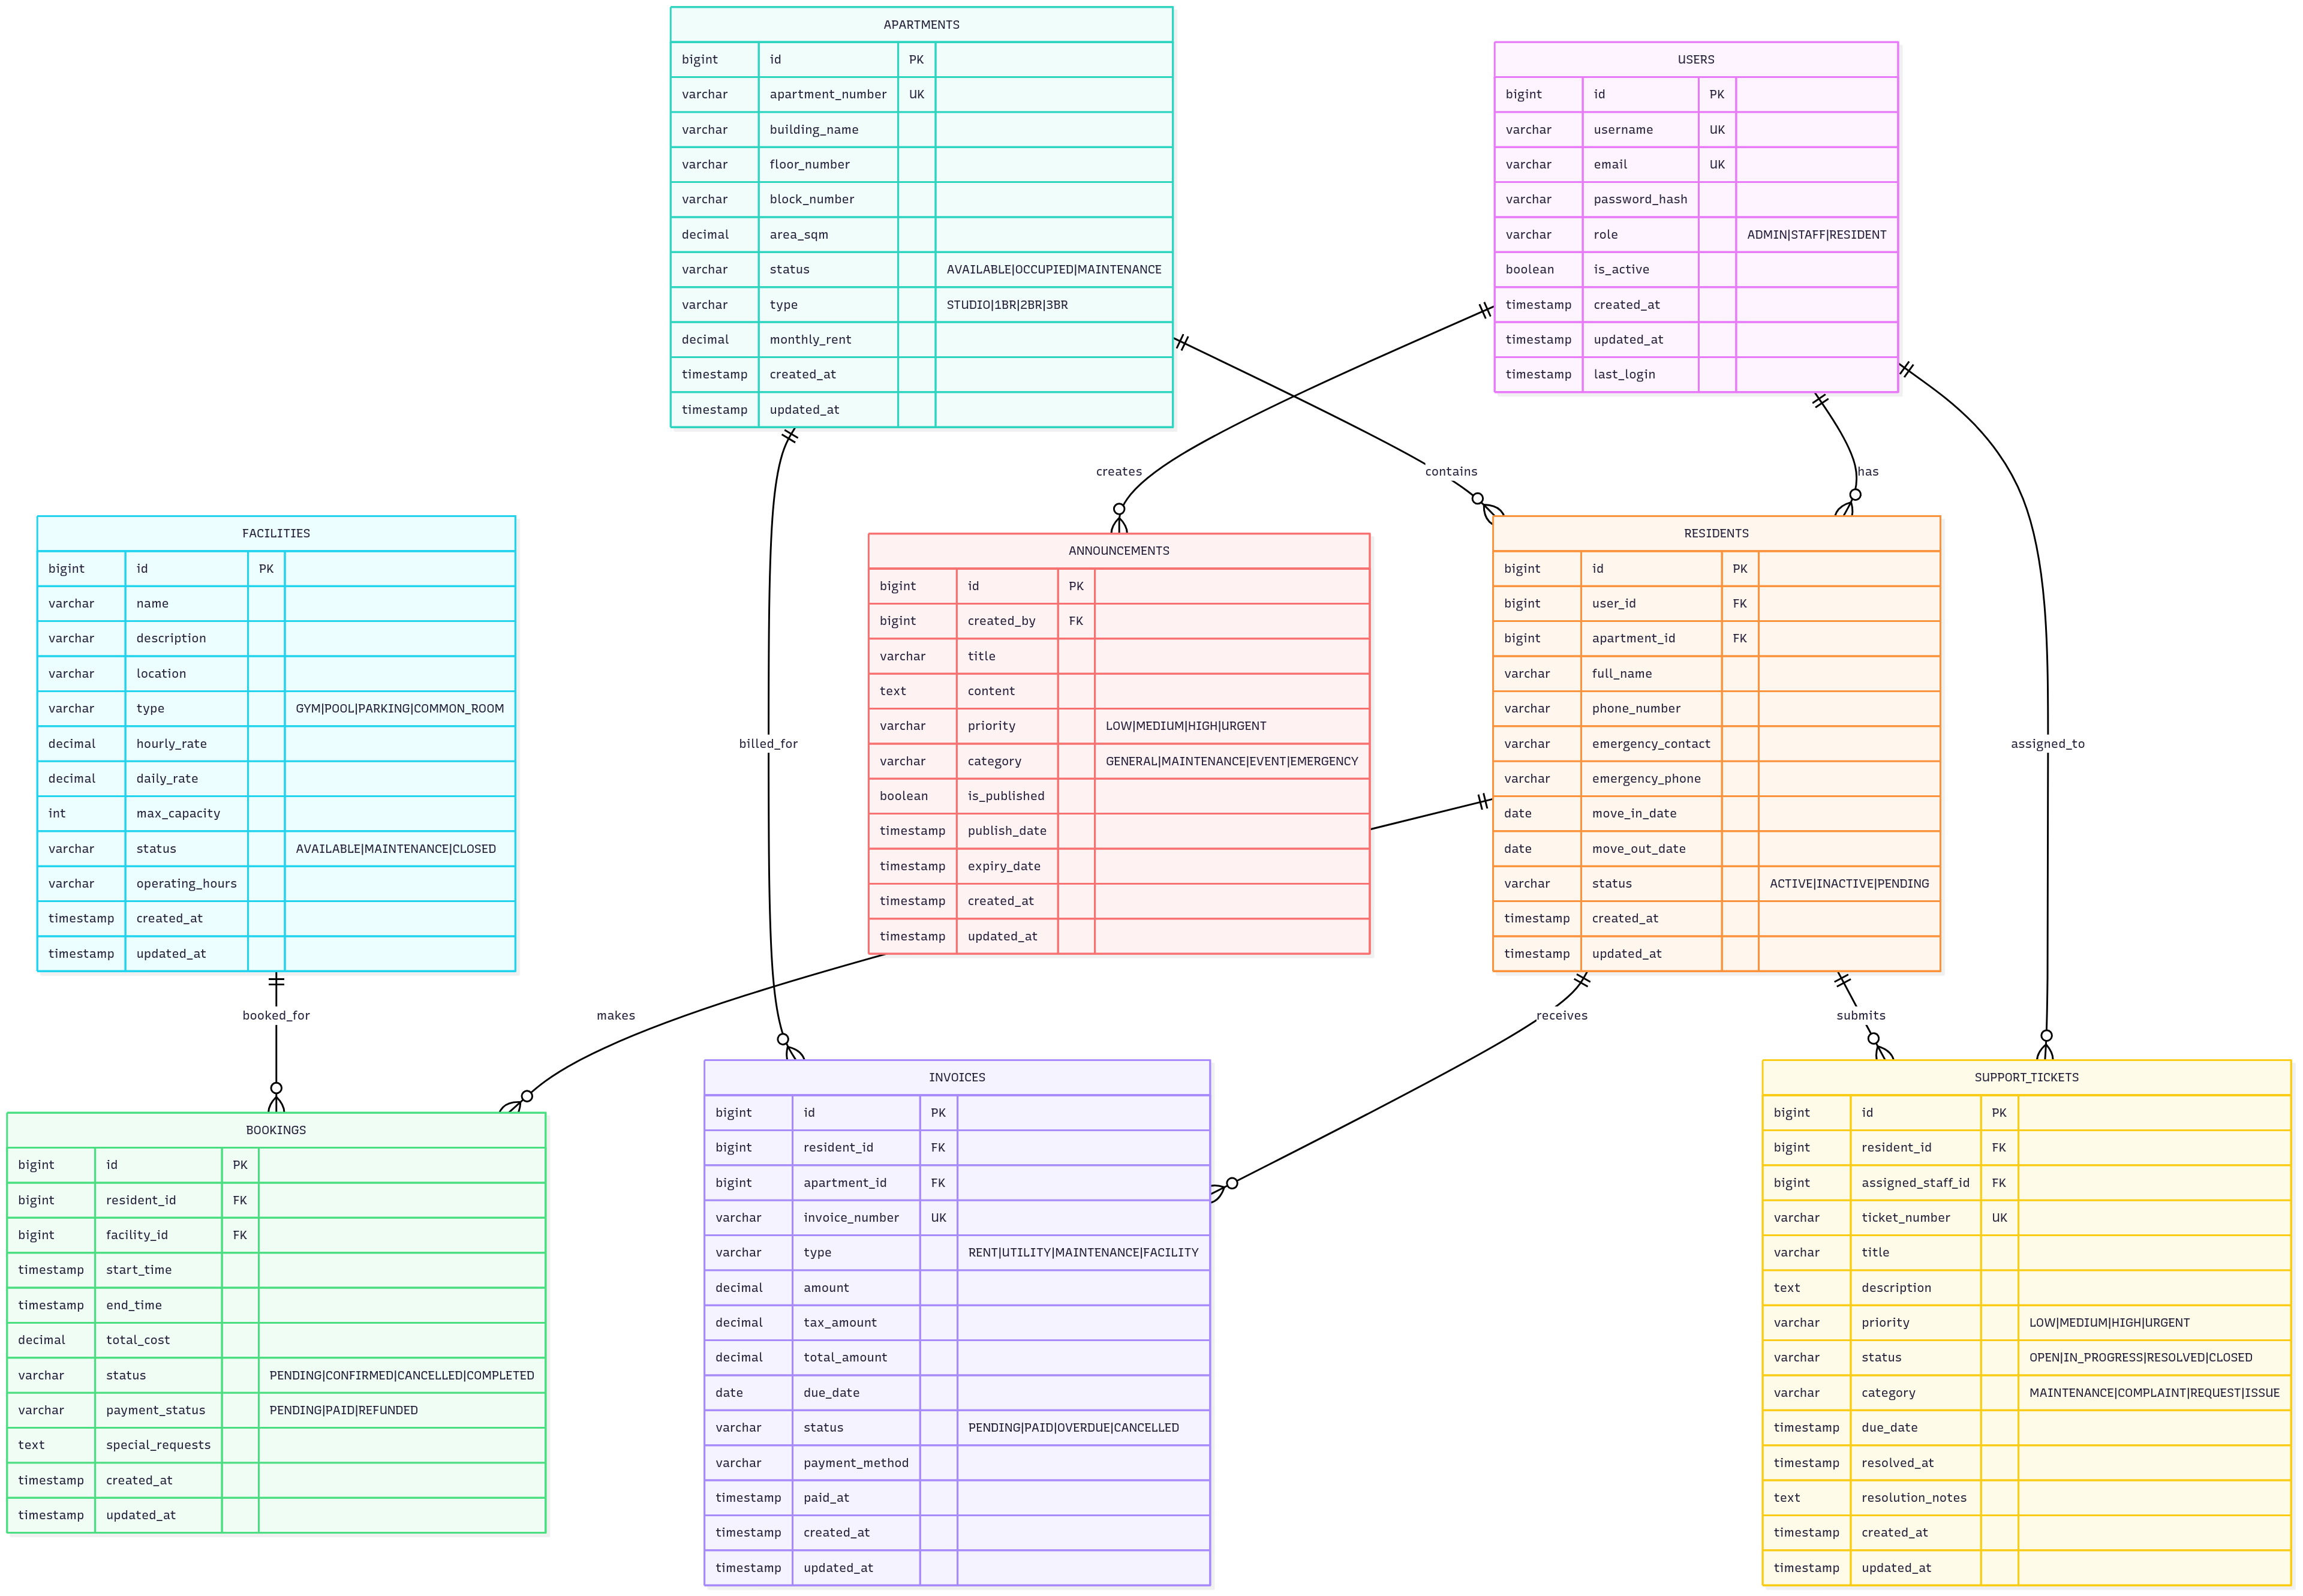 APARTMENTS
bigint id PK
varchar apartment_number UK
varchar building_name
varchar floor_number
varchar block_number
decimal area_sqm
varchar status AVAILABLE|OCCUPIED|MAINTENANCE
varchar type STUDIO|1BR|2BR|3BR
decimal monthly_rent
timestamp created_at
timestamp updated_at
USERS
bigint id PK
varchar username UK
varchar email UK
varchar password_hash
varchar role ADMIN|STAFF|RESIDENT
boolean is_active
timestamp created_at
timestamp updated_at
timestamp last_login
creates
contains
has
FACILITIES
bigint id PK
varchar name
varchar description
varchar location
varchar type GYM|POOL|PARKING|COMMON_ROOM
decimal hourly_rate
decimal daily_rate
int max_capacity
varchar status AVAILABLE|MAINTENANCE|CLOSED
varchar operating_hours
timestamp created_at
timestamp updated_at
billed_for
ANNOUNCEMENTS
bigint id PK
bigint created_by FK
varchar title
text content
varchar priority LOW|MEDIUM|HIGH|URGENT
varchar category GENERAL|MAINTENANCE|EVENT|EMERGENCY
boolean is_published
timestamp publish_date
timestamp expiry_date
timestamp created_at
timestamp updated_at
RESIDENTS
bigint id PK
bigint user_id FK
bigint apartment_id FK
varchar full_name
varchar phone_number
varchar emergency_contact
varchar emergency_phone
date move_in_date
date move_out_date
varchar status ACTIVE|INACTIVE|PENDING
timestamp created_at
timestamp updated_at
assigned_to
booked_for
makes
receives
submits
BOOKINGS
bigint id PK
bigint resident_id FK
bigint facility_id FK
timestamp start_time
timestamp end_time
decimal total_cost
varchar status PENDING|CONFIRMED|CANCELLED|COMPLETED
varchar payment_status PENDING|PAID|REFUNDED
text special_requests
timestamp created_at
timestamp updated_at
INVOICES
bigint id PK
bigint resident_id FK
bigint apartment_id FK
varchar invoice_number UK
varchar type RENT|UTILITY|MAINTENANCE|FACILITY
decimal amount
decimal tax_amount
decimal total_amount
date due_date
varchar status PENDING|PAID|OVERDUE|CANCELLED
varchar payment_method
timestamp paid_at
timestamp created_at
timestamp updated_at
SUPPORT_TICKETS
bigint id PK
bigint resident_id FK
bigint assigned_staff_id FK
varchar ticket_number UK
varchar title
text description
varchar priority LOW|MEDIUM|HIGH|URGENT
varchar status OPEN|IN_PROGRESS|RESOLVED|CLOSED
varchar category MAINTENANCE|COMPLAINT|REQUEST|ISSUE
timestamp due_date
timestamp resolved_at
text resolution_notes
timestamp created_at
timestamp updated_at